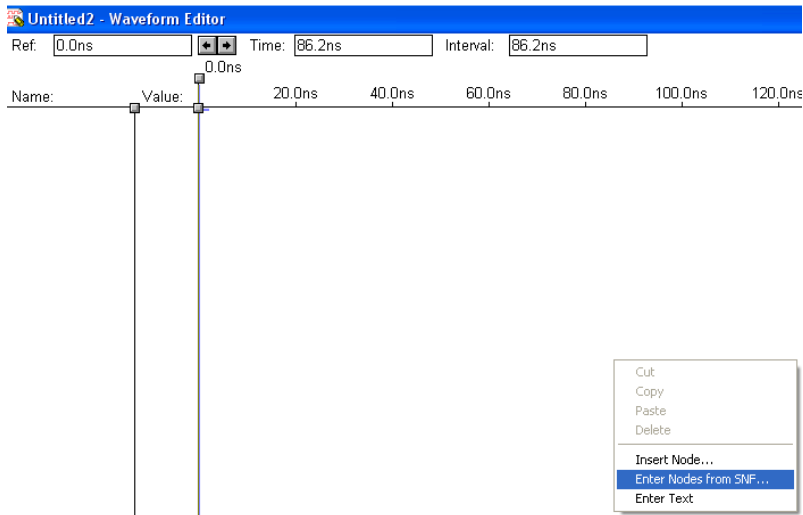 Untitled2 - Waveform Editor
Ref: 0.0ns Time: 86.2ns Interval: 86.2ns
0.0ns
Name: Value: 20.0ns 40.0ns 60.0ns 80.0ns 100.0ns 120.0ns
Cut
Copy
Paste
Delete
Insert Node...
Enter Nodes from SNF...
Enter Text